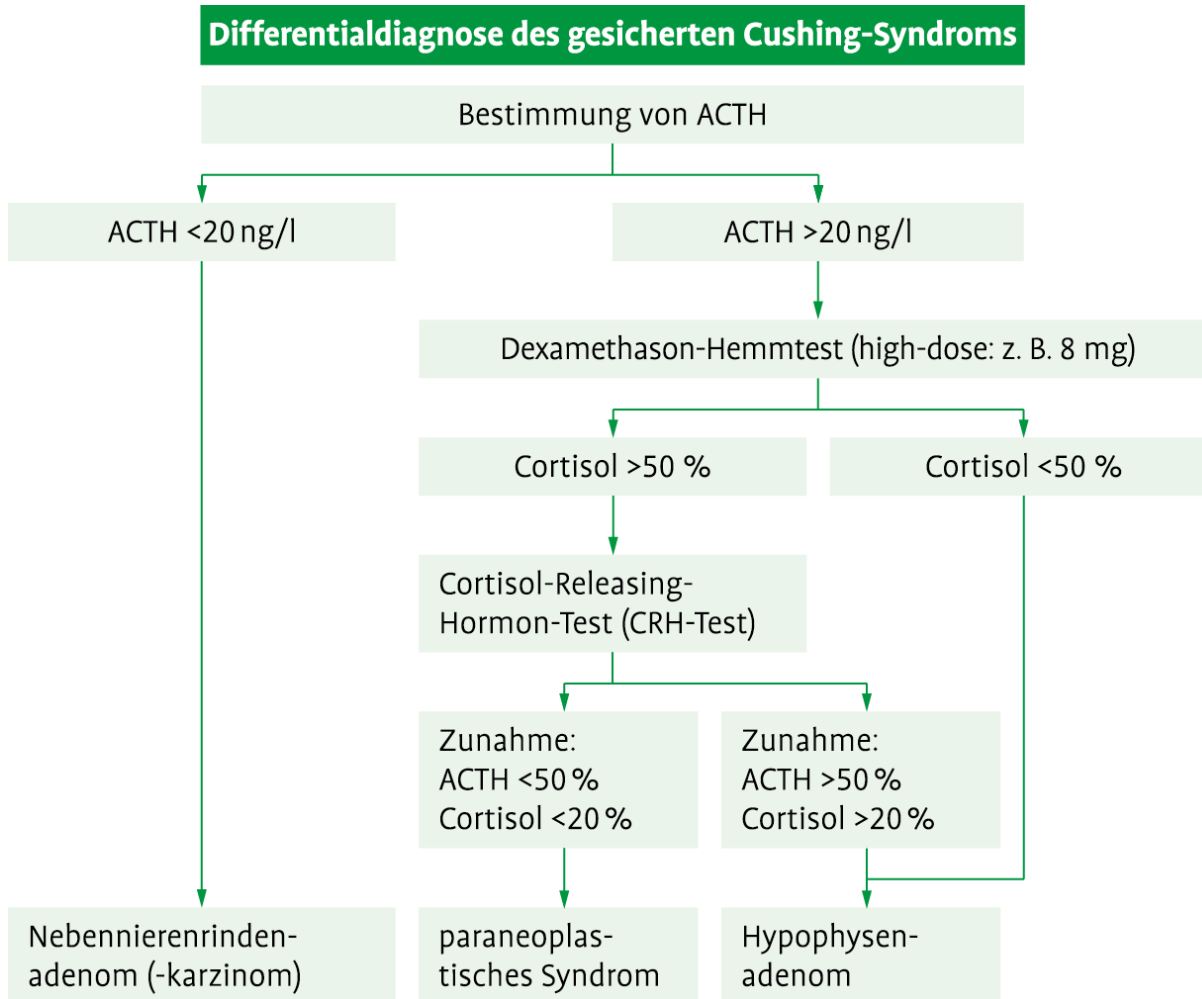 Differentialdiagnose des gesicherten Cushing-Syndroms
Bestimmung von ACTH
ACTH <20 ng/l
ACTH >20 ng/l
Dexamethason-Hemmtest (high-dose: z. B. 8 mg)
Cortisol >50 %
Cortisol <50 %
Cortisol-Releasing-
Hormon-Test (CRH-Test)
Zunahme:
ACTH <50 %
Cortisol <20 %
Zunahme:
ACTH >50 %
Cortisol >20 %
Nebennierenrinden-
adenom (-karzinom)
paraneoplas-
tisches Syndrom
Hypophysen-
adenom